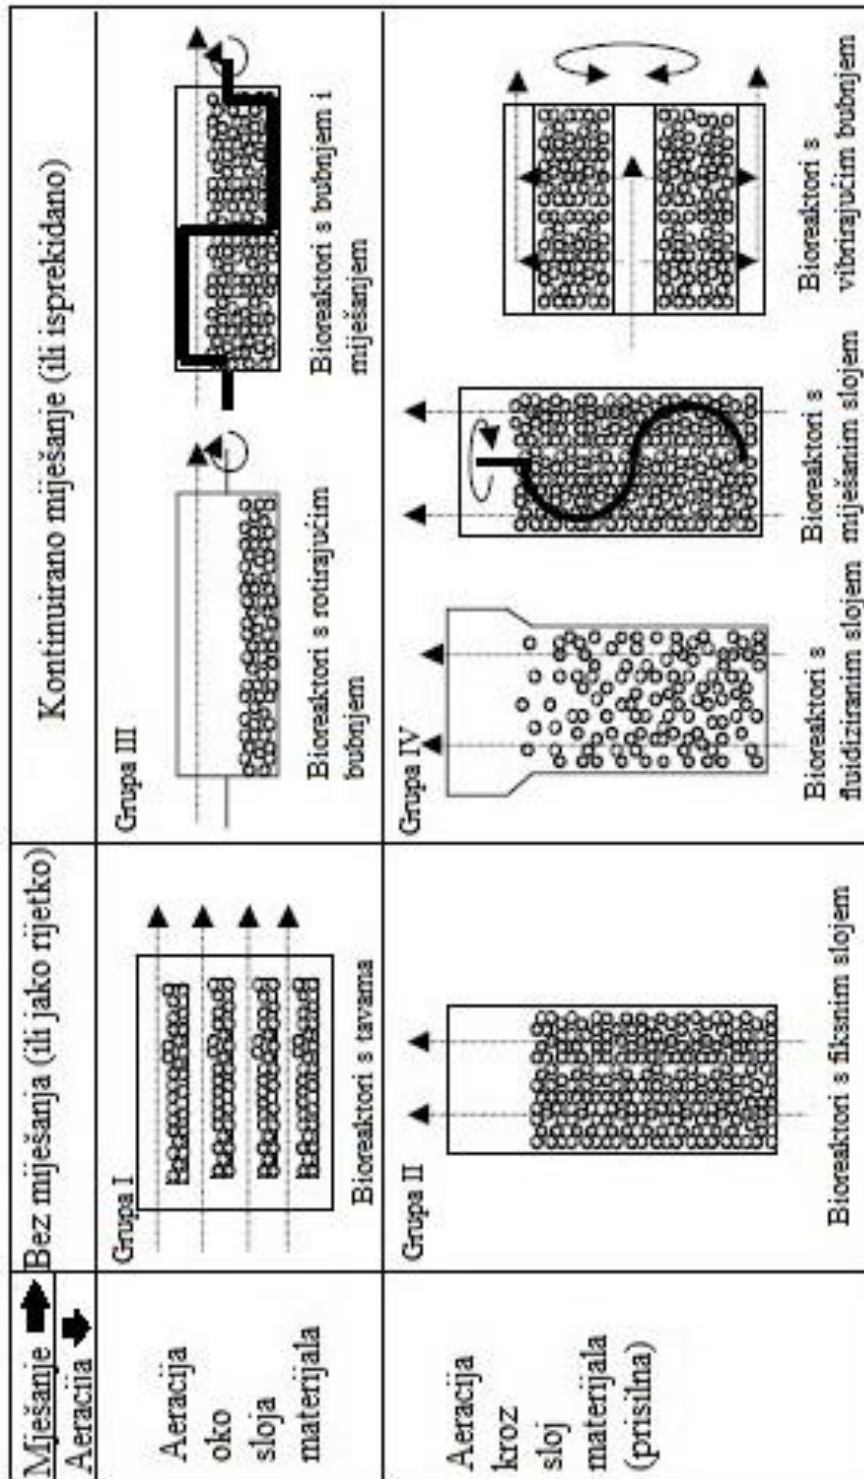 Mješanje
Aeracija
Bez miješanja (ili jako rijetko)
Kontinuirano miješanje (ili isprekidano)
Aeracija
oko
sloja
materijala
Grupa I
Bioreaktori s tavama
Grupa III
Bioreaktori s rotirajućim
bubnjem
Bioreaktori s bubnjem i
miješanjem
Aeracija
kroz
sloj
materijala
(prisilna)
Grupa II
Bioreaktori s fiksnim slojem
Grupa IV
Bioreaktori s
fluidiziranim slojem
Bioreaktori s
miješanim slojem
Bioreaktori s
vibrirajućim bubnjem